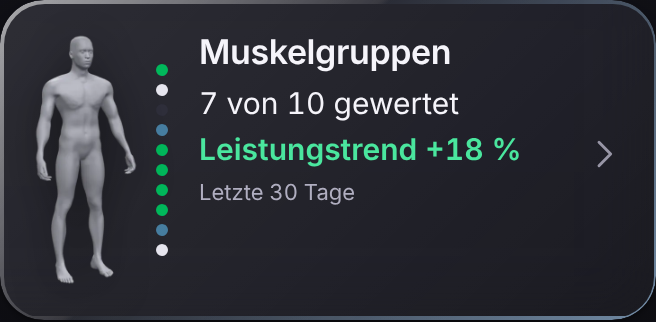 Muskelgruppen
7 von 10 gewertet
Leistungstrend +18 %
Letzte 30 Tage